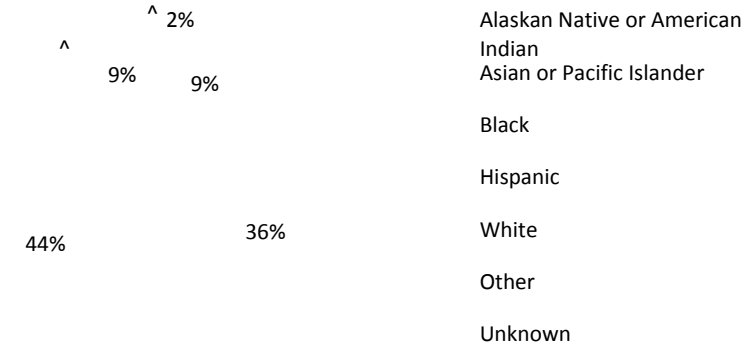 ^ 2%
^
9% 9%
44% 36%
Alaskan Native or American
Indian
Asian or Pacific Islander
Black
Hispanic
White
Other
Unknown